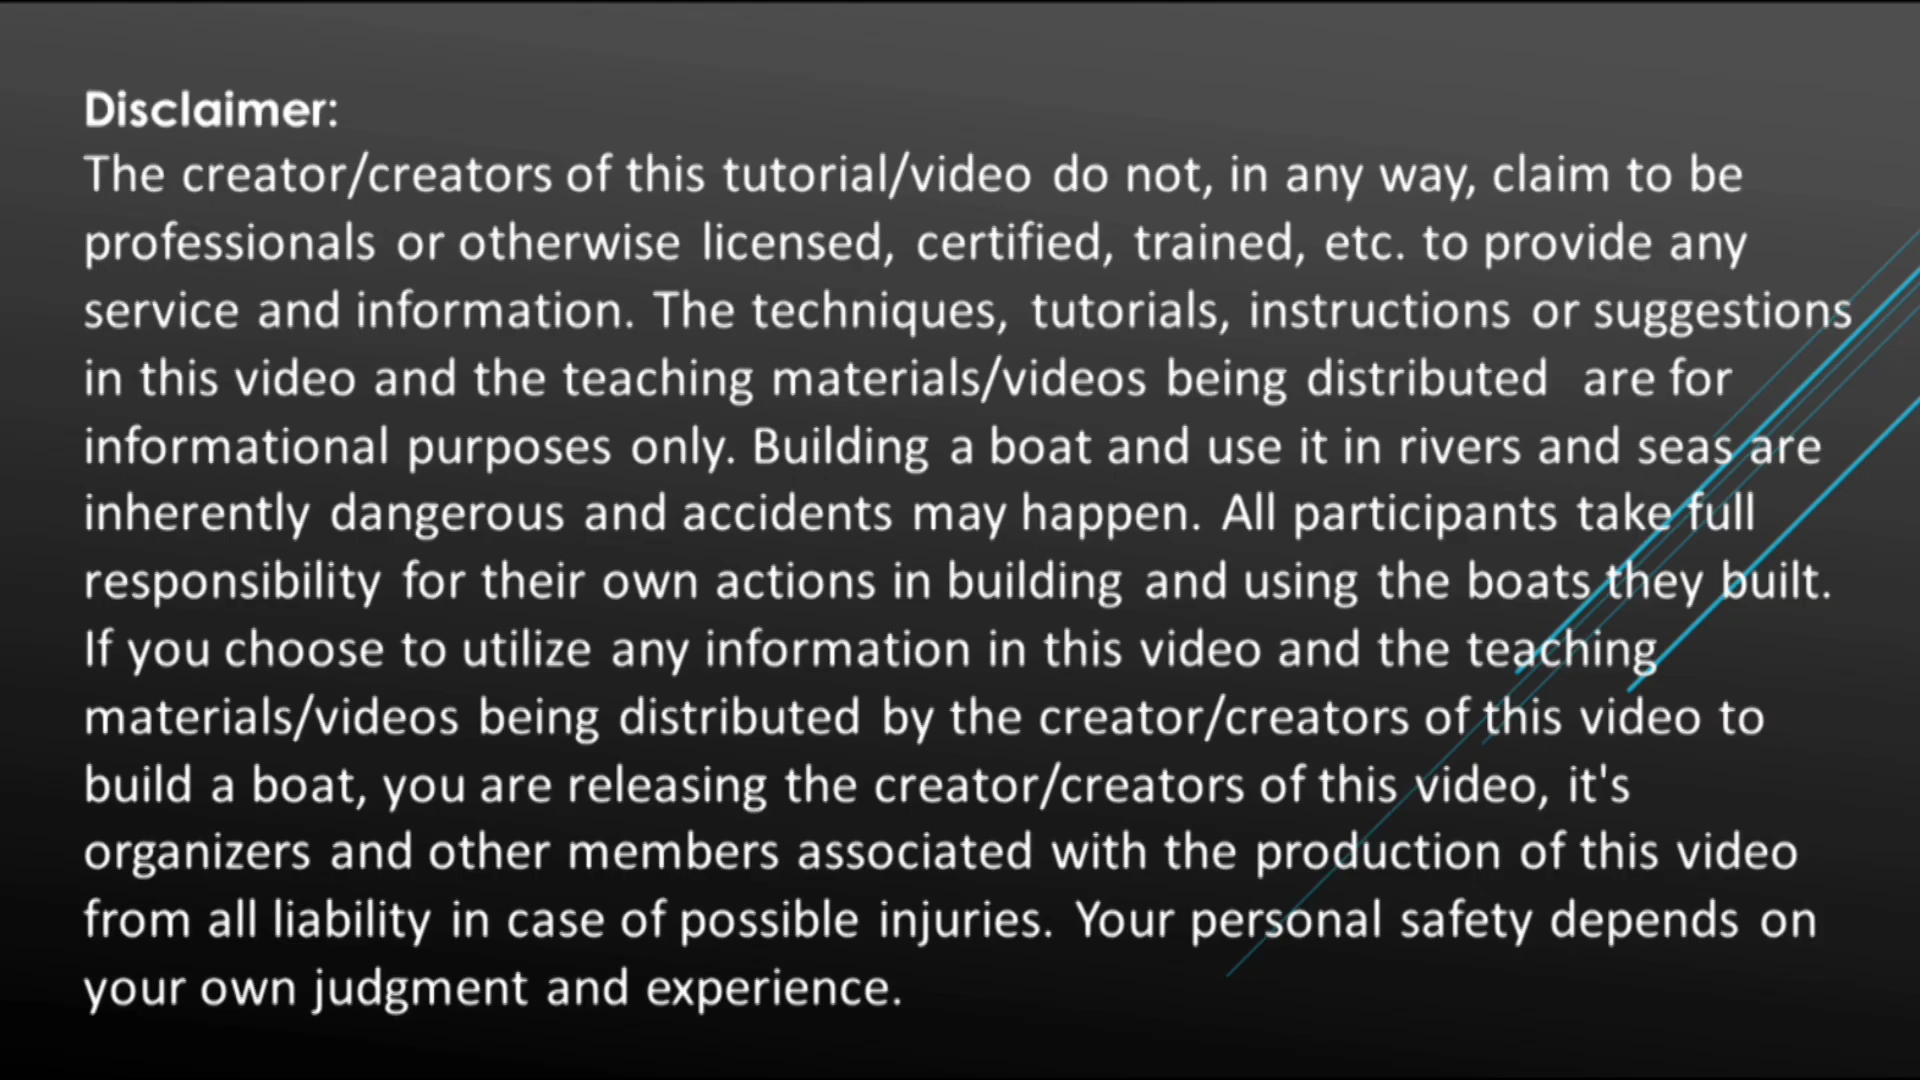 Disclaimer:
The creator/creators of this tutorial/video do not, in any way, claim to be
professionals or otherwise licensed, certified, trained, etc. to provide any
service and information. The techniques, tutorials, instructions or suggestions
in this video and the teaching materials/videos being distributed are for
informational purposes only. Building a boat and use it in rivers and seas are
inherently dangerous and accidents may happen. All participants take full
responsibility for their own actions in building and using the boats they built.
If you choose to utilize any information in this video and the teaching
materials/videos being distributed by the creator/creators of this video to
build a boat, you are releasing the creator/creators of this video, it's
organizers and other members associated with the production of this video
from all liability in case of possible injuries. Your personal safety depends on
your own judgment and experience.